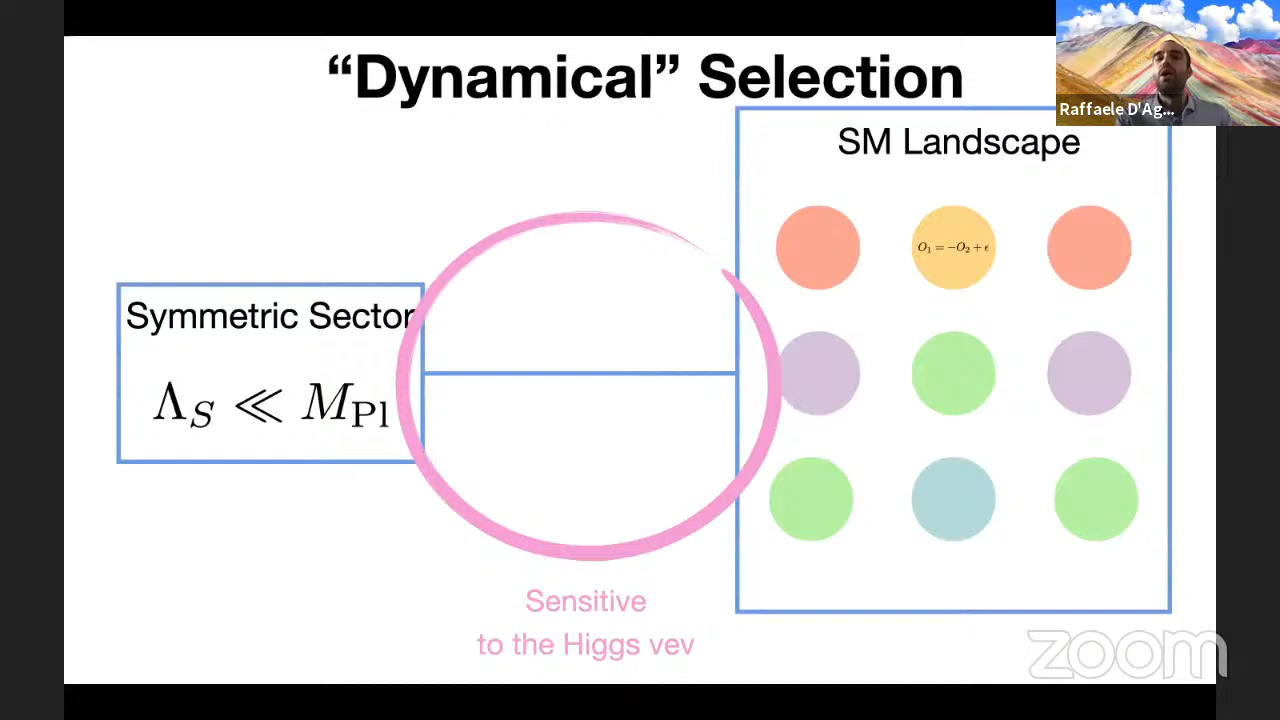 “Dynamical” Selection
Raffaele D'Ag...
SM Landscape
O₁ = −O₂ + ϵ
Symmetric Sector
Λ_S ≪ M_Pl
Sensitive
to the Higgs vev
zoom